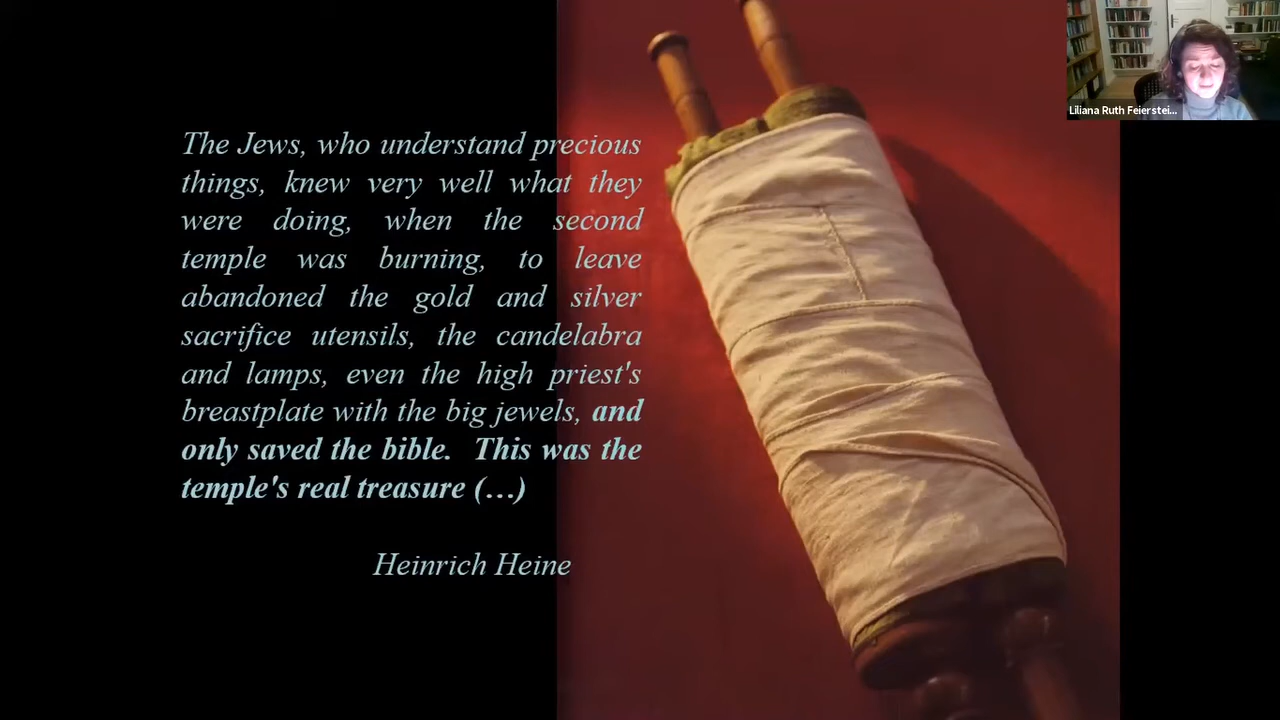 The Jews, who understand precious
things, knew very well what they
were doing, when the second
temple was burning, to leave
abandoned the gold and silver
sacrifice utensils, the candelabra
and lamps, even the high priest's
breastplate with the big jewels, and
only saved the bible. This was the
temple's real treasure (…)
Heinrich Heine
Liliana Ruth Feierstei...